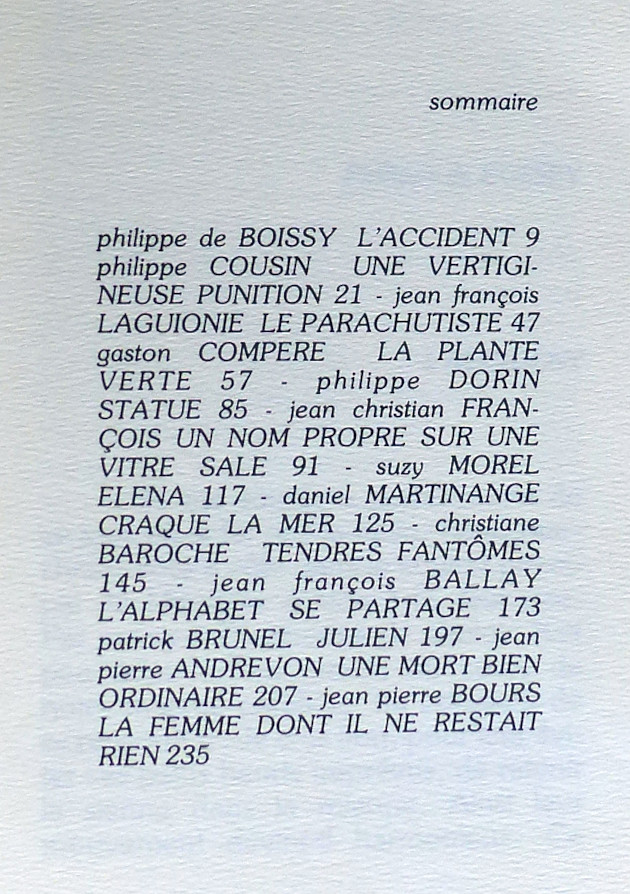 sommaire
philippe de BOISSY L'ACCIDENT 9
philippe COUSIN UNE VERTIGI-
NEUSE PUNITION 21 - jean françois
LAGUIONIE LE PARACHUTISTE 47
gaston COMPERE LA PLANTE
VERTE 57 - philippe DORIN
STATUE 85 - jean christian FRAN-
ÇOIS UN NOM PROPRE SUR UNE
VITRE SALE 91 - suzy MOREL
ELENA 117 - daniel MARTINANGE
CRAQUE LA MER 125 - christiane
BAROCHE TENDRES FANTÔMES
145 - jean françois BALLAY
L'ALPHABET SE PARTAGE 173
patrick BRUNEL JULIEN 197 - jean
pierre ANDREVON UNE MORT BIEN
ORDINAIRE 207 - jean pierre BOURS
LA FEMME DONT IL NE RESTAIT
RIEN 235